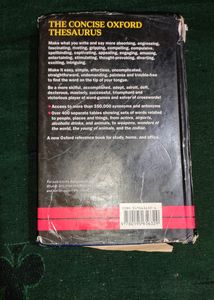 THE CONCISE OXFORD
THESAURUS
Make what you write and say more absorbing, engrossing,
fascinating, riveting, gripping, compelling, compulsive,
spellbinding, captivating, appealing, engaging, amusing,
entertaining, stimulating, thought-provoking, diverting,
exciting, intriguing.
Make it easy, simple, effortless, uncomplicated,
straightforward, undemanding, painless and trouble-free
to find the word on the tip of your tongue.
Be a more skilful, accomplished, adept, adroit, deft,
dexterous, masterly, successful, triumphant and
victorious player of word games and solver of crosswords!
Access to more than 350,000 synonyms and antonyms
Over 400 separate tables showing sets of words related
to people, places and things, from actors, airports,
alcoholic drinks, and animals, to weapons, wonders of
the world, the young of animals, and the zodiac.
A new Oxford reference book for study, home, and office.